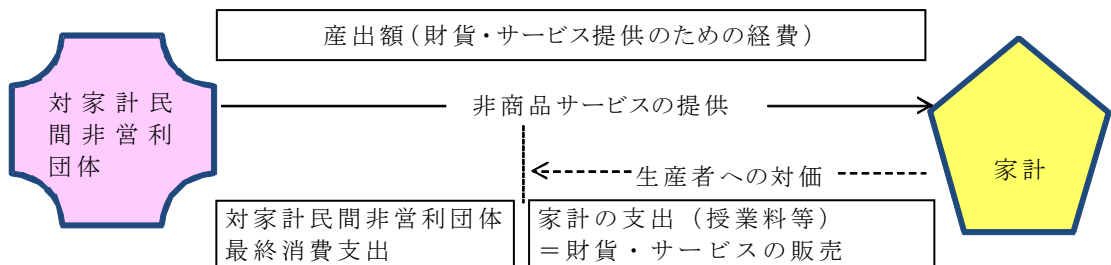 産出額(財貨・サービス提供のための経費)
対家計民
間非営利
団体
非商品サービスの提供
家計
生産者への対価
対家計民間非営利団体
最終消費支出
家計の支出（授業料等）
＝財貨・サービスの販売